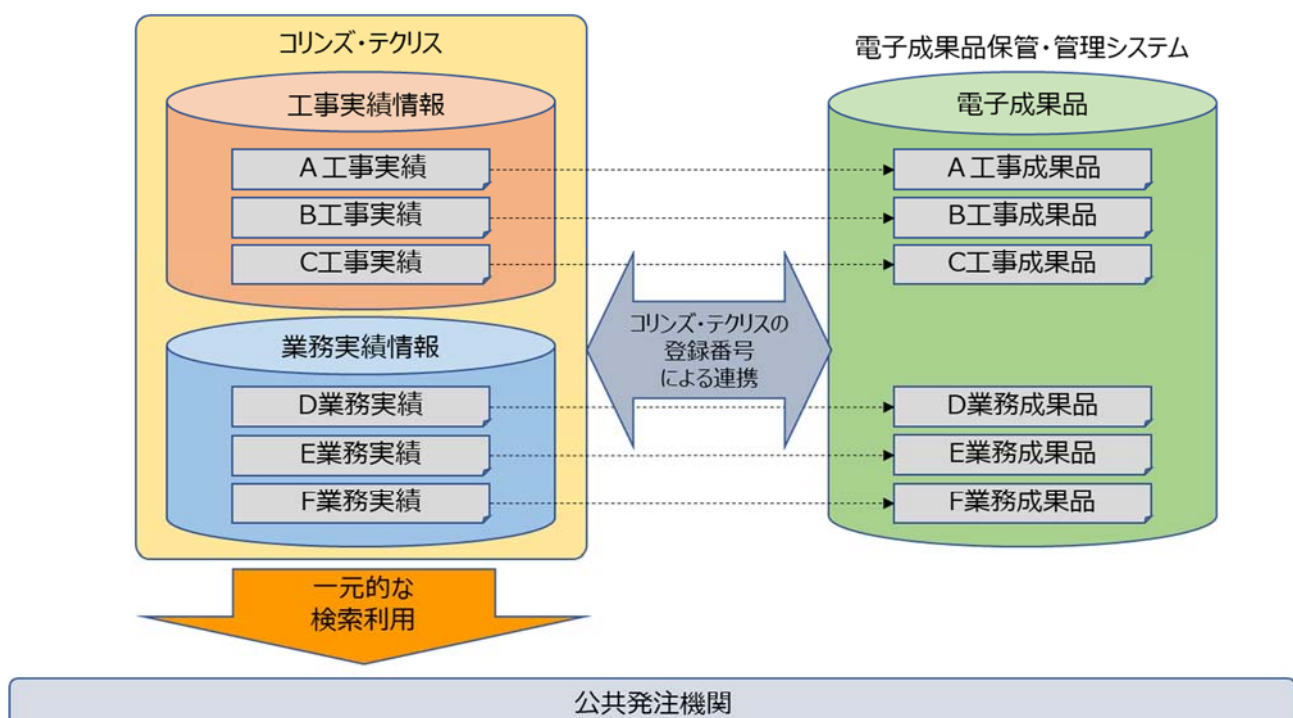 コリンズ・テクリス
工事実績情報
A工事実績
B工事実績
C工事実績
業務実績情報
D業務実績
E業務実績
F業務実績
コリンズ・テクリスの
登録番号
による連携
電子成果品保管・管理システム
電子成果品
A工事成果品
B工事成果品
C工事成果品
D業務成果品
E業務成果品
F業務成果品
一元的な
検索利用
公共発注機関